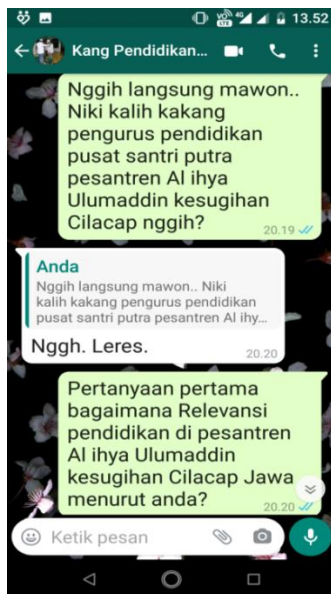 13.52
Kang Pendidikan...
Nggih langsung mawon..
Niki kalih kakang
pengurus pendidikan
pusat santri putra
pesantren Al ihya
Ulumaddin kesugihan
Cilacap nggih?
20.19
Anda
Nggih langsung mawon.. Niki
kalih kakang pengurus pendidikan
pusat santri putra pesantren Al ihy...
Nggh. Leres.
20.20
Pertanyaan pertama
bagaimana Relevansi
pendidikan di pesantren
Al ihya Ulumaddin
kesugihan Cilacap Jawa
menurut anda?
20.20
Ketik pesan